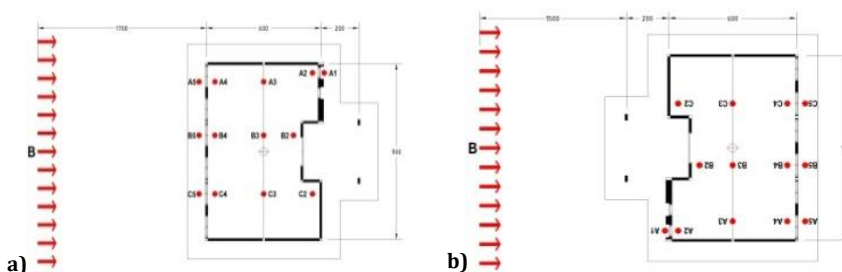 1700 600 200
A2 A1
A5 A4 A3
B5 B4 B3 B2
B
C5 C4 C3 C2
a)
1500 200 600
C2 C3 C4 C5
B
B2 B3 B4 B5
A3 A4 A5
A1 A2
b)